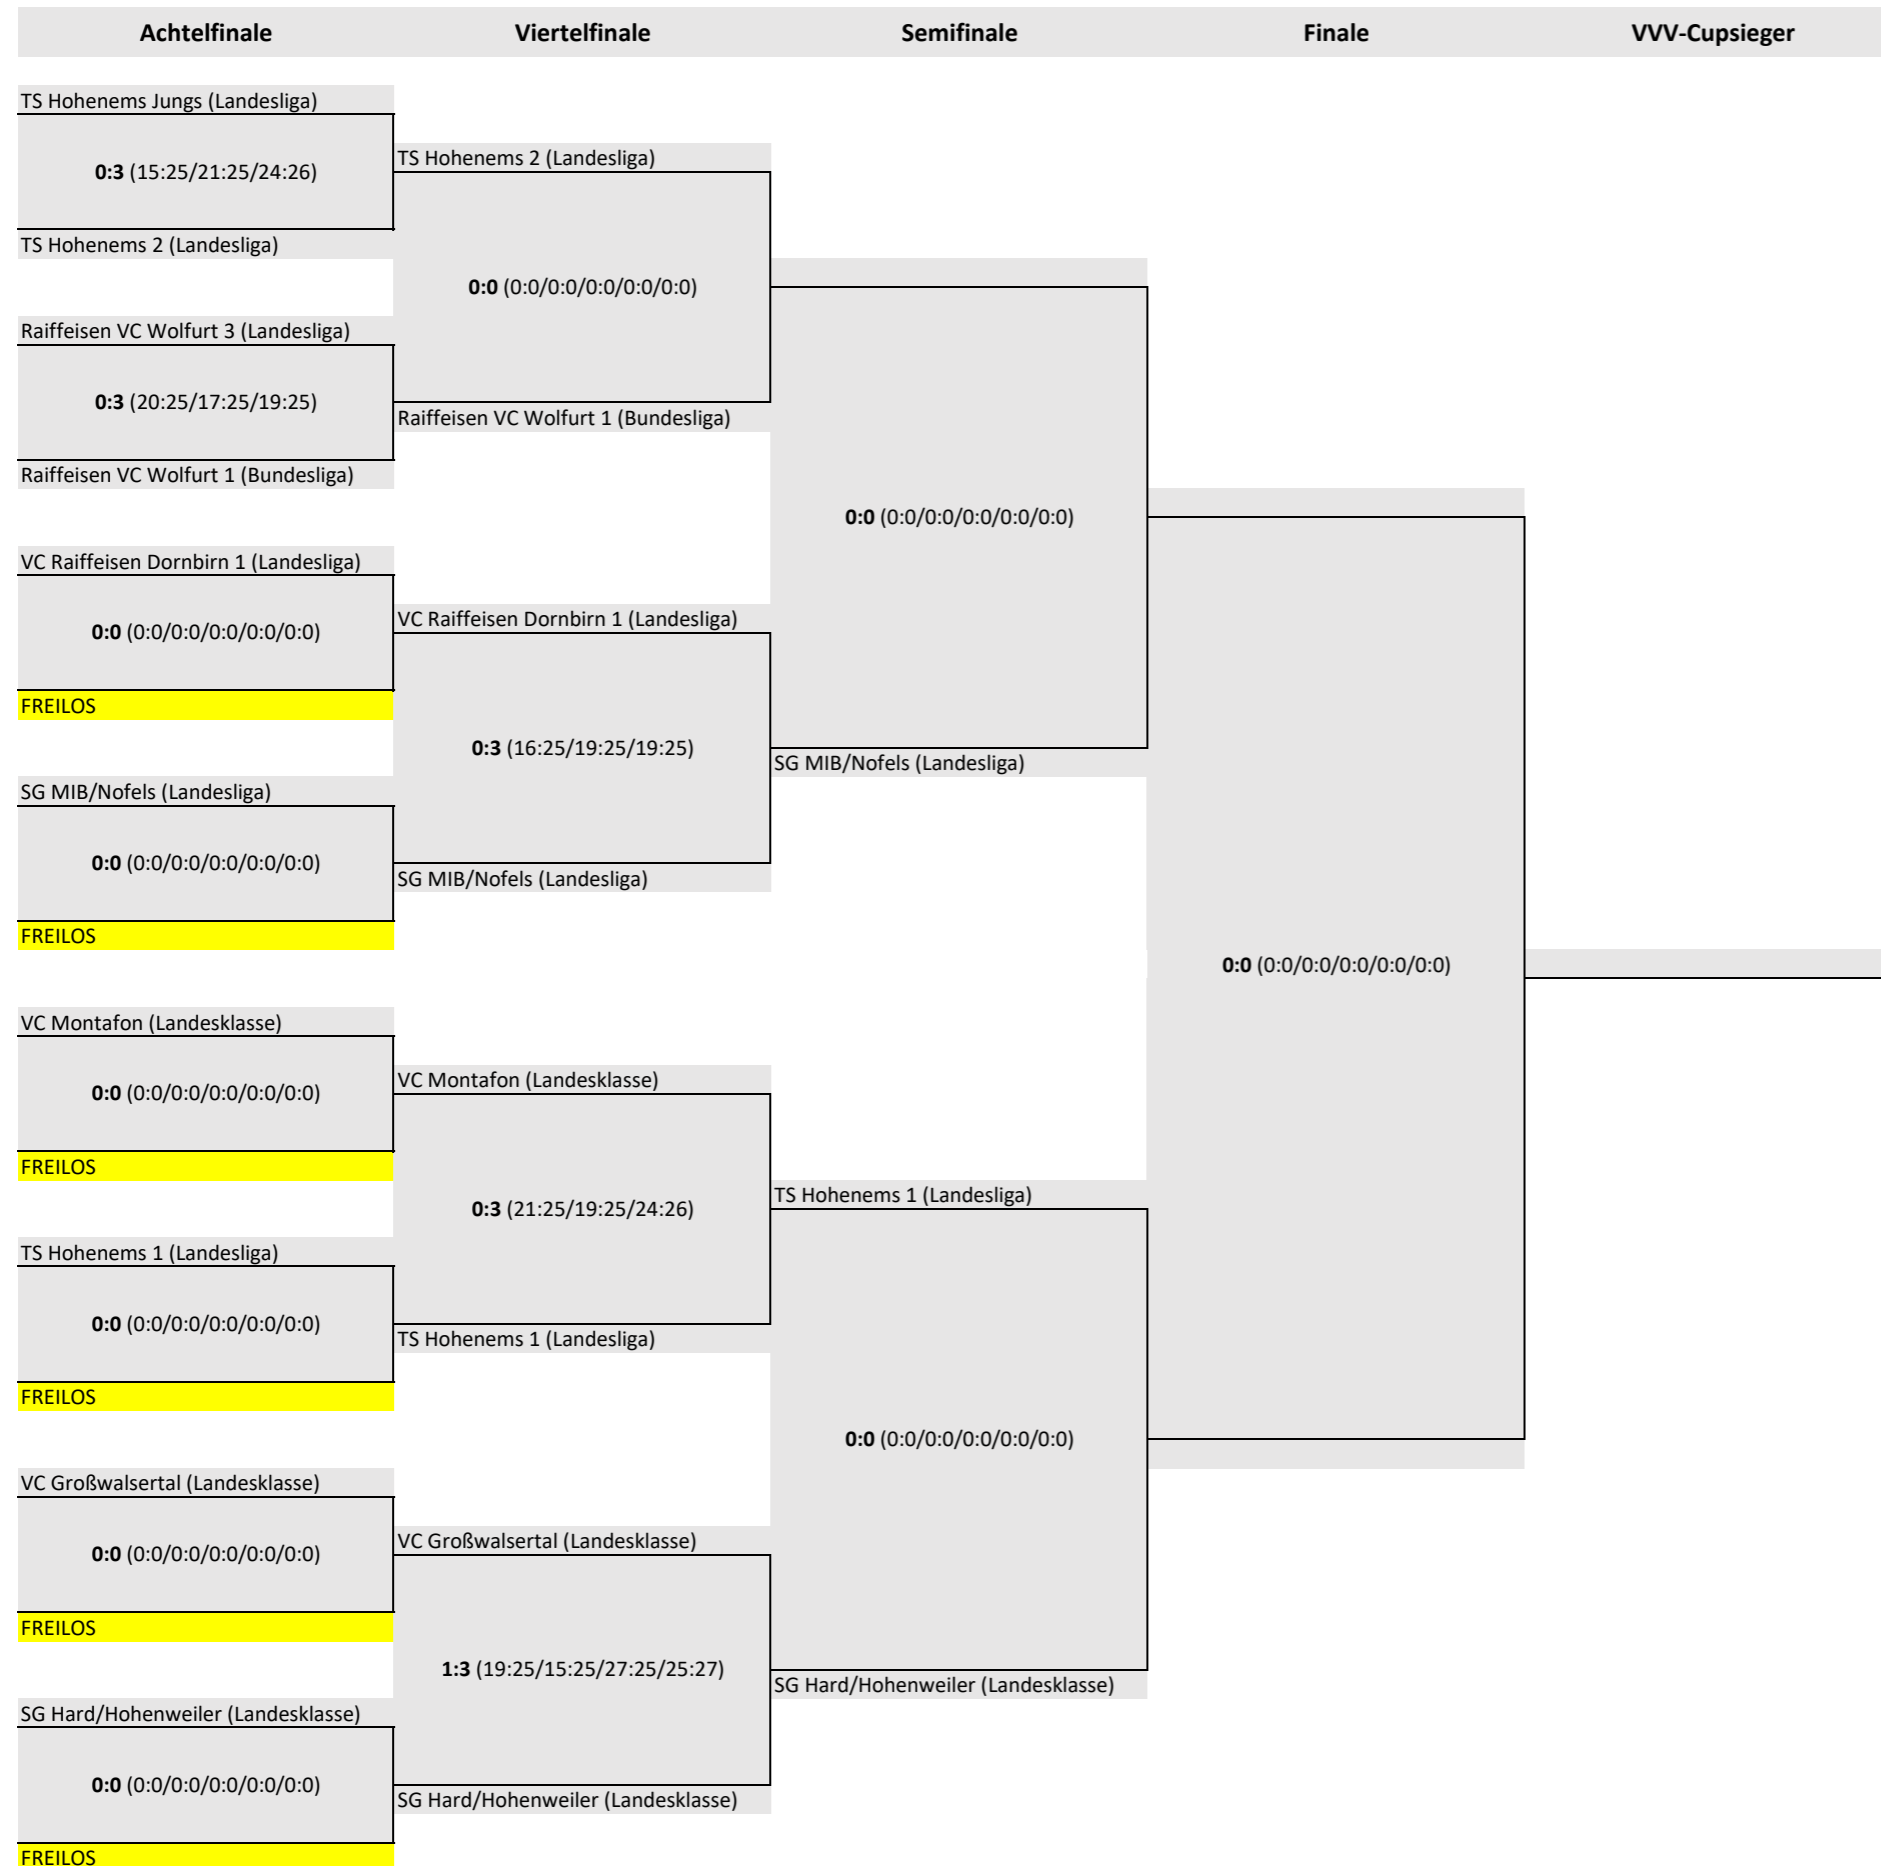 Achtelfinale Viertelfinale Semifinale Finale VVV-Cupsieger
TS Hohenems Jungs (Landesliga)
0:3 (15:25/21:25/24:26)
TS Hohenems 2 (Landesliga)
Raiffeisen VC Wolfurt 3 (Landesliga)
0:3 (20:25/17:25/19:25)
Raiffeisen VC Wolfurt 1 (Bundesliga)
VC Raiffeisen Dornbirn 1 (Landesliga)
0:0 (0:0/0:0/0:0/0:0/0:0)
FREILOS
SG MIB/Nofels (Landesliga)
0:0 (0:0/0:0/0:0/0:0/0:0)
FREILOS
VC Montafon (Landesklasse)
0:0 (0:0/0:0/0:0/0:0/0:0)
FREILOS
TS Hohenems 1 (Landesliga)
0:0 (0:0/0:0/0:0/0:0/0:0)
FREILOS
VC Großwalsertal (Landesklasse)
0:0 (0:0/0:0/0:0/0:0/0:0)
FREILOS
SG Hard/Hohenweiler (Landesklasse)
0:0 (0:0/0:0/0:0/0:0/0:0)
FREILOS
TS Hohenems 2 (Landesliga)
0:0 (0:0/0:0/0:0/0:0/0:0)
Raiffeisen VC Wolfurt 1 (Bundesliga)
VC Raiffeisen Dornbirn 1 (Landesliga)
0:3 (16:25/19:25/19:25)
SG MIB/Nofels (Landesliga)
VC Montafon (Landesklasse)
0:3 (21:25/19:25/24:26)
TS Hohenems 1 (Landesliga)
VC Großwalsertal (Landesklasse)
1:3 (19:25/15:25/27:25/25:27)
SG Hard/Hohenweiler (Landesklasse)
0:0 (0:0/0:0/0:0/0:0/0:0)
SG MIB/Nofels (Landesliga)
TS Hohenems 1 (Landesliga)
0:0 (0:0/0:0/0:0/0:0/0:0)
SG Hard/Hohenweiler (Landesklasse)
0:0 (0:0/0:0/0:0/0:0/0:0)